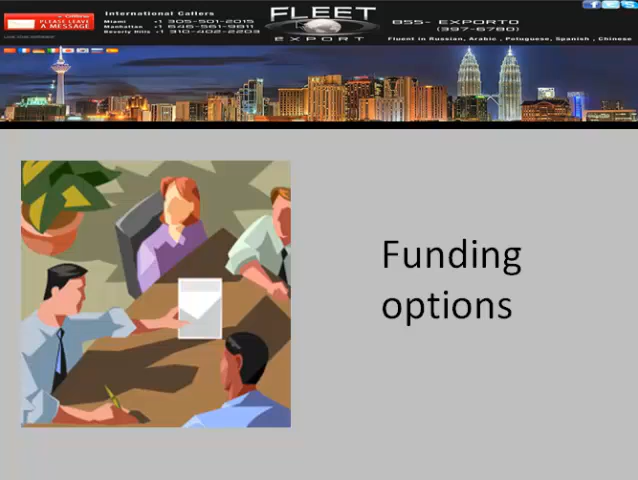 Offline
PLEASE LEAVE
A MESSAGE
International Callers
Miami +1 305-501-2015
Manhattan +1 646-561-9811
Beverly Hills +1 310-402-2203
FLEET
EXPORT
855- EXPORTO
(397-6780)
Fluent in Russian, Arabic, Potuguese, Spanish, Chinese
Funding
options